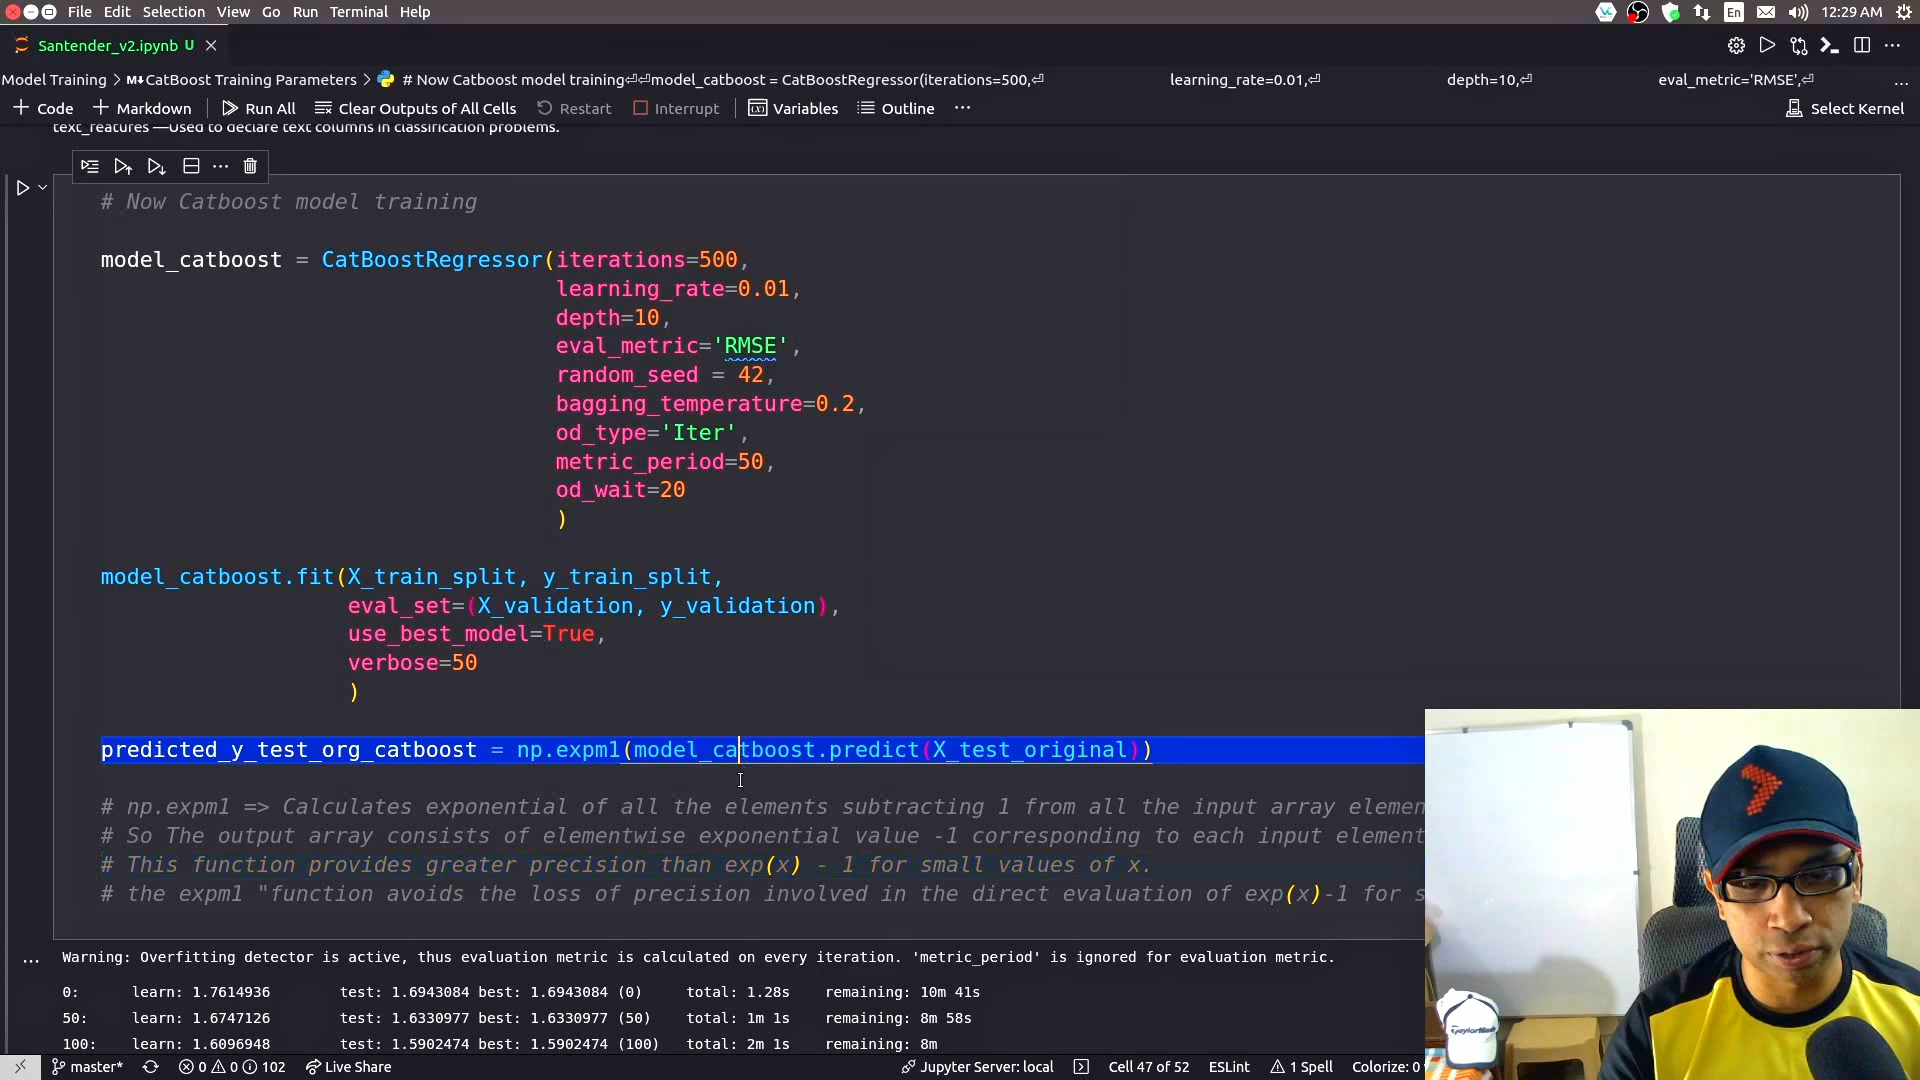 File Edit Selection View Go Run Terminal Help
En 12:29 AM
Santender_v2.ipynb U
Model Training > M↓ CatBoost Training Parameters > # Now Catboost model training⏎⏎model_catboost = CatBoostRegressor(iterations=500,⏎ learning_rate=0.01,⏎ depth=10,⏎ eval_metric='RMSE',⏎ ...
+ Code + Markdown Run All Clear Outputs of All Cells Restart Interrupt Variables Outline ... Select Kernel
text_features —Used to declare text columns in classification problems.
# Now Catboost model training
model_catboost = CatBoostRegressor(iterations=500,
learning_rate=0.01,
depth=10,
eval_metric='RMSE',
random_seed = 42,
bagging_temperature=0.2,
od_type='Iter',
metric_period=50,
od_wait=20
)
model_catboost.fit(X_train_split, y_train_split,
eval_set=(X_validation, y_validation),
use_best_model=True,
verbose=50
)
predicted_y_test_org_catboost = np.expm1(model_catboost.predict(X_test_original))
# np.expm1 => Calculates exponential of all the elements subtracting 1 from all the input array elemen
# So The output array consists of elementwise exponential value -1 corresponding to each input element
# This function provides greater precision than exp(x) - 1 for small values of x.
# the expm1 "function avoids the loss of precision involved in the direct evaluation of exp(x)-1 for s
... Warning: Overfitting detector is active, thus evaluation metric is calculated on every iteration. 'metric_period' is ignored for evaluation metric.
0: learn: 1.7614936 test: 1.6943084 best: 1.6943084 (0) total: 1.28s remaining: 10m 41s
50: learn: 1.6747126 test: 1.6330977 best: 1.6330977 (50) total: 1m 1s remaining: 8m 58s
100: learn: 1.6096948 test: 1.5902474 best: 1.5902474 (100) total: 2m 1s remaining: 8m
master* 0 0 102 Live Share Jupyter Server: local Cell 47 of 52 ESLint 1 Spell Colorize: 0
TaylorMade